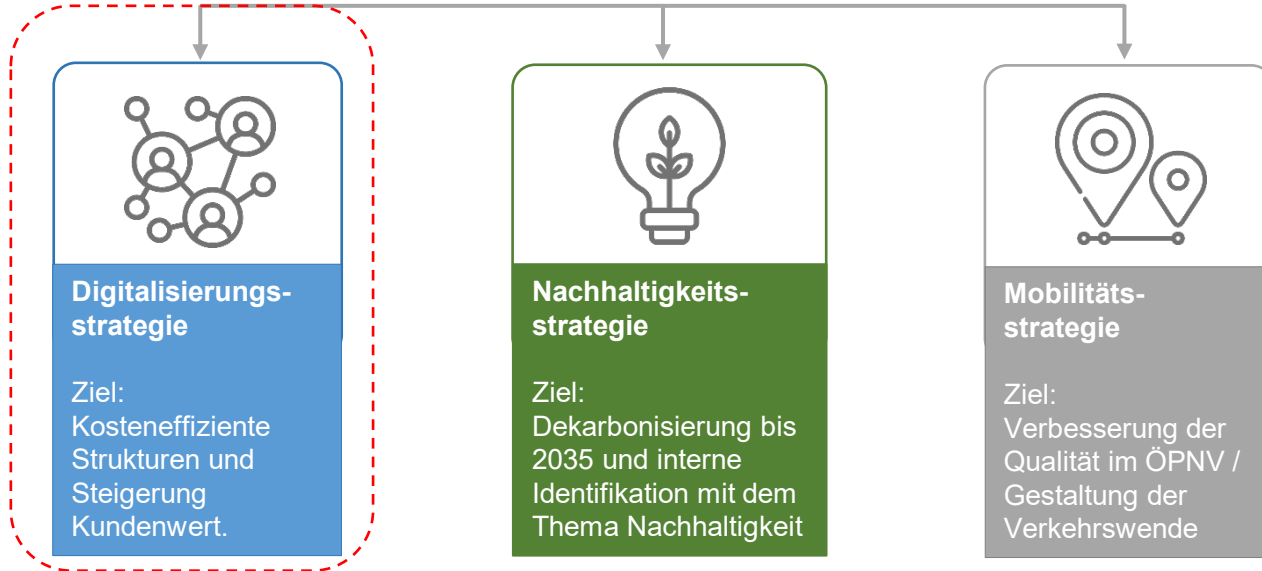 Digitalisierungs-
strategie
Ziel:
Kosteneffiziente
Strukturen und
Steigerung
Kundenwert.
Nachhaltigkeits-
strategie
Ziel:
Dekarbonisierung bis
2035 und interne
Identifikation mit dem
Thema Nachhaltigkeit
Mobilitäts-
strategie
Ziel:
Verbesserung der
Qualität im ÖPNV /
Gestaltung der
Verkehrswende